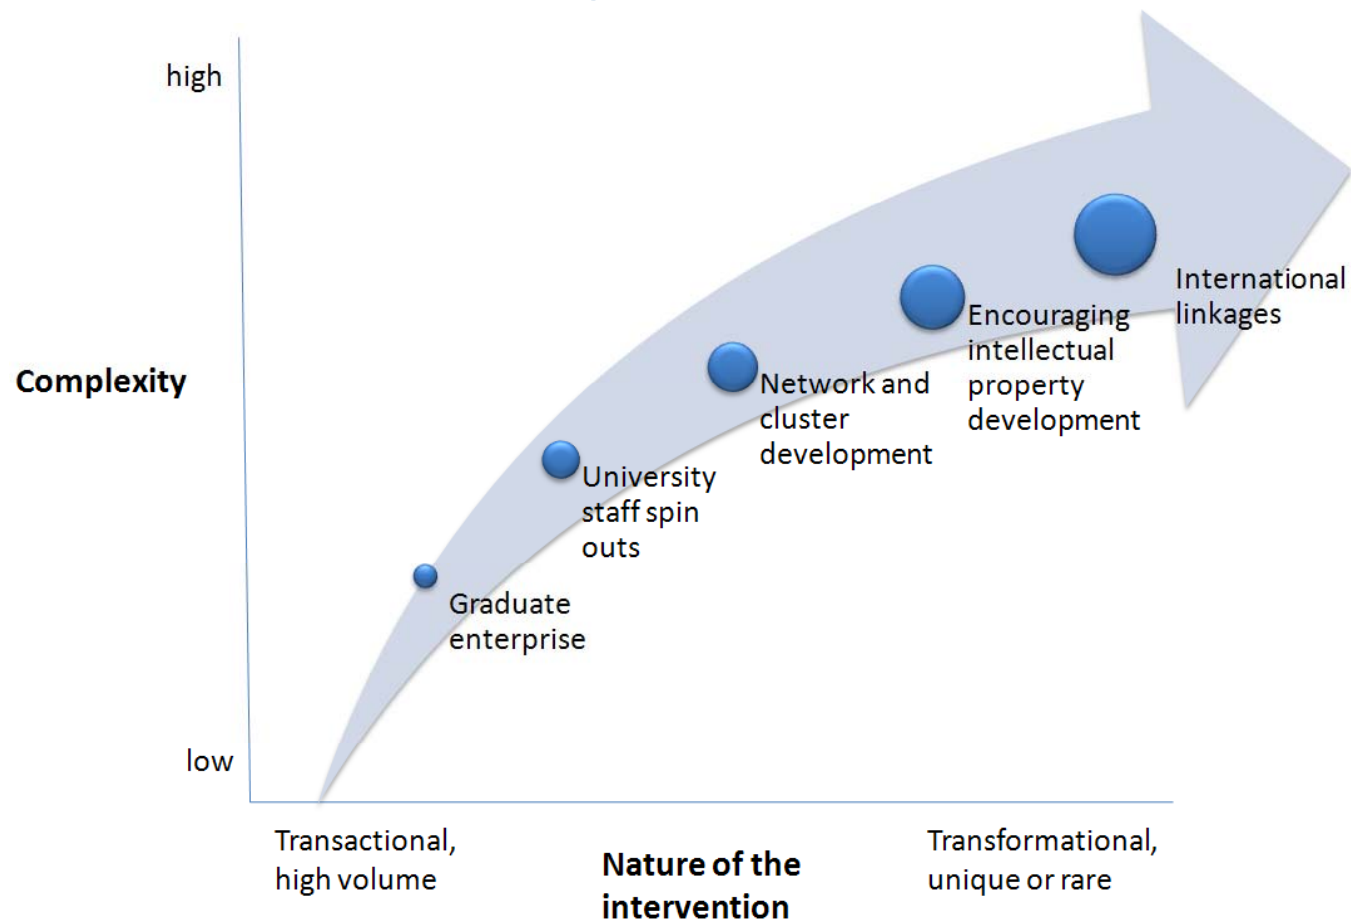 high
International
linkages
Encouraging
intellectual
property
development
Complexity
Network and
cluster
development
University
staff spin
outs
Graduate
enterprise
low
Transactional,
high volume
Nature of the
intervention
Transformational,
unique or rare